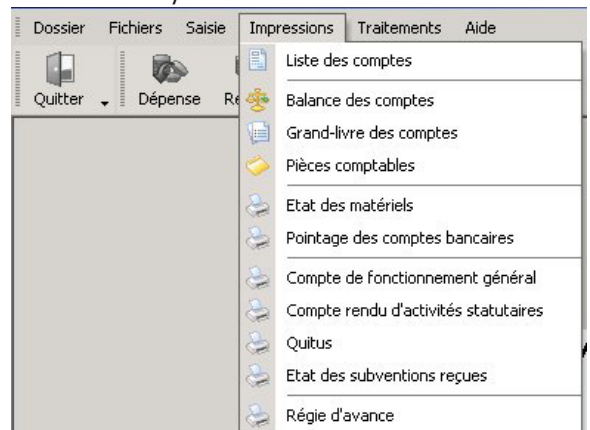 Dossier Fichiers Saisie Impressions Traitements Aide
Quitter Dépense
Liste des comptes
Balance des comptes
Grand-livre des comptes
Pièces comptables
Etat des matériels
Pointage des comptes bancaires
Compte de fonctionnement général
Compte rendu d'activités statutaires
Quitus
Etat des subventions reçues
Régie d'avance